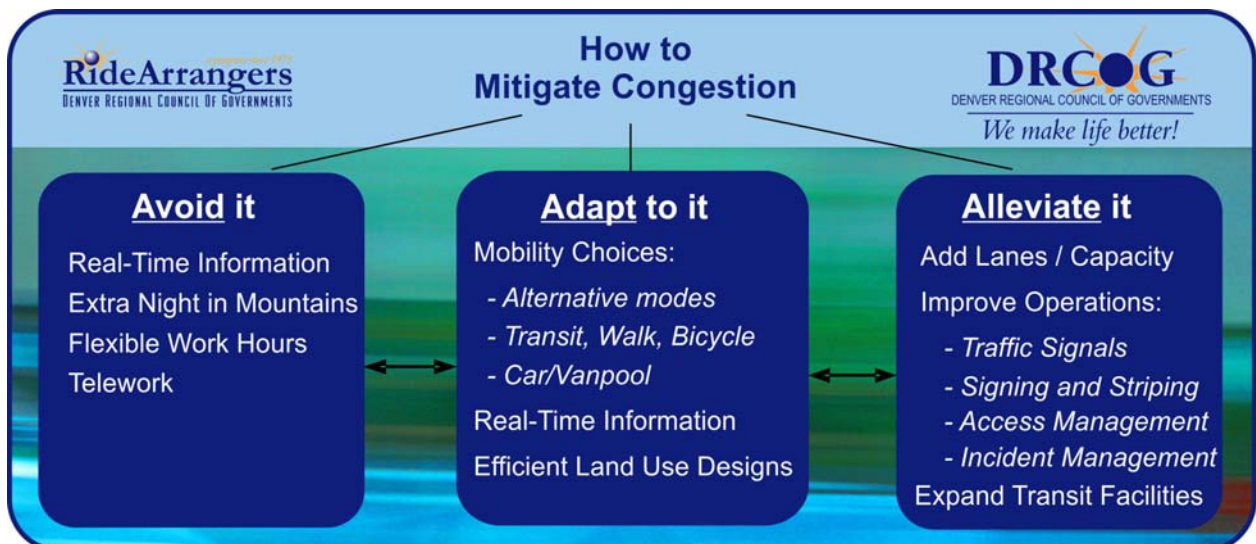 a program since 1975
RideArrangers
DENVER REGIONAL COUNCIL OF GOVERNMENTS
How to
Mitigate Congestion
DRCOG
DENVER REGIONAL COUNCIL OF GOVERNMENTS
We make life better!
Avoid it
Real-Time Information
Extra Night in Mountains
Flexible Work Hours
Telework
Adapt to it
Mobility Choices:
- Alternative modes
- Transit, Walk, Bicycle
- Car/Vanpool
Real-Time Information
Efficient Land Use Designs
Alleviate it
Add Lanes / Capacity
Improve Operations:
- Traffic Signals
- Signing and Striping
- Access Management
- Incident Management
Expand Transit Facilities